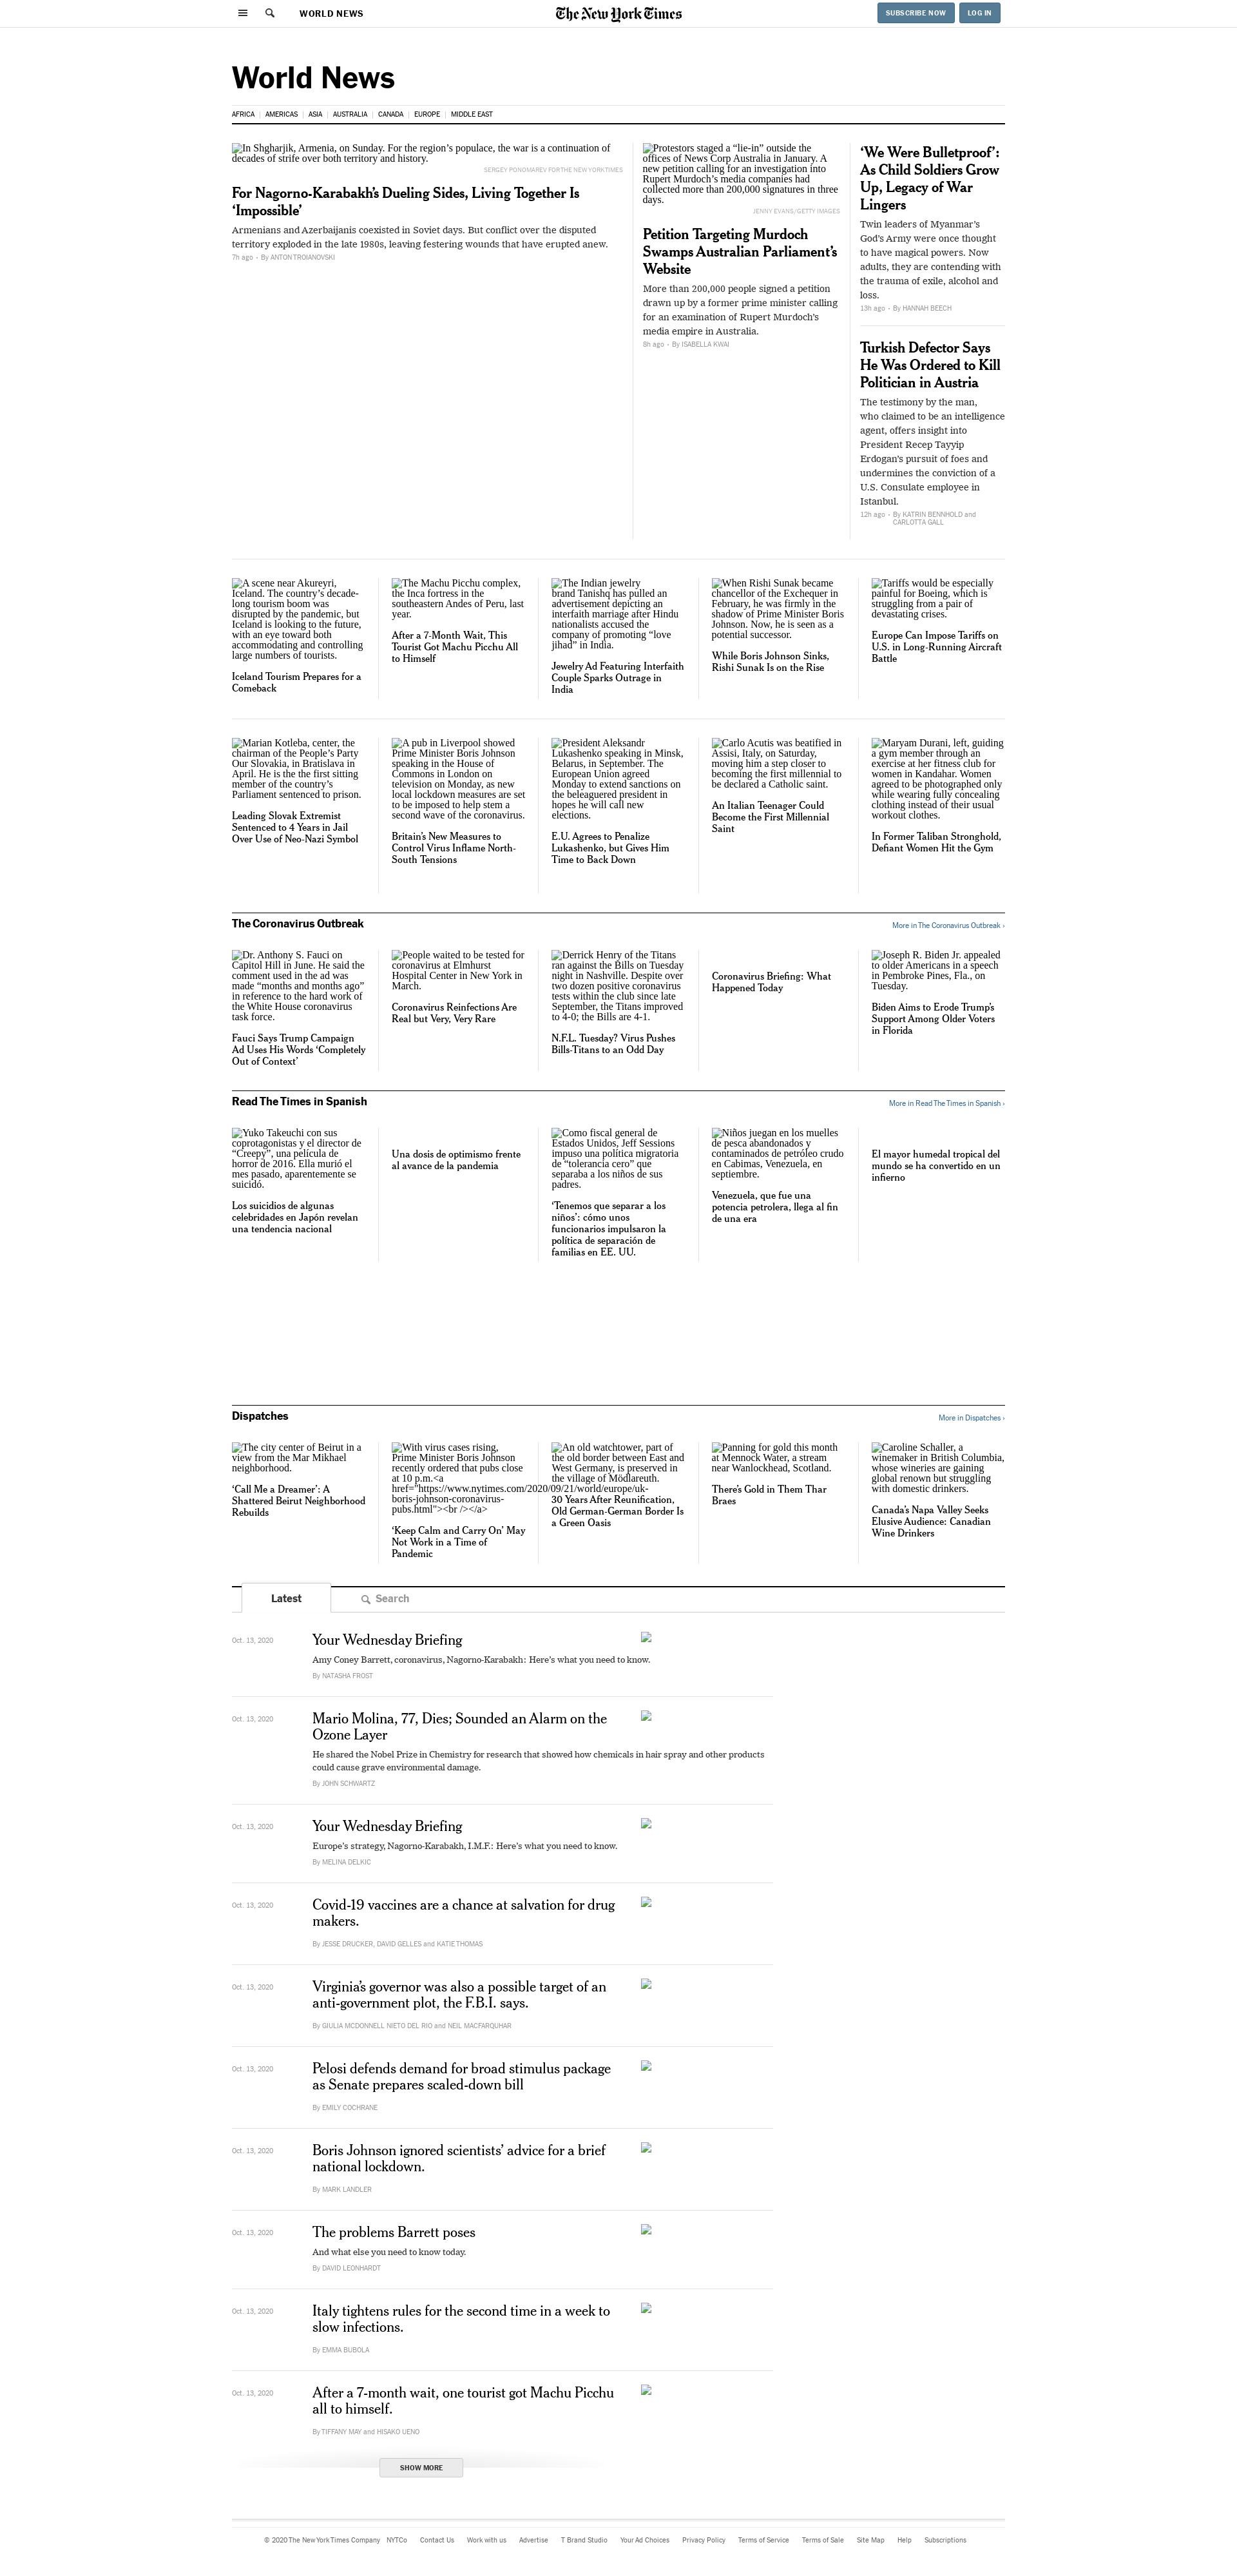 WORLD NEWS
The New York Times
SUBSCRIBE NOW
LOG IN
World News
AFRICA
AMERICAS
ASIA
AUSTRALIA
CANADA
EUROPE
MIDDLE EAST
In Shgharjik, Armenia, on Sunday. For the region’s populace, the war is a continuation of
decades of strife over both territory and history.
SERGEY PONOMAREV FOR THE NEW YORK TIMES
For Nagorno-Karabakh’s Dueling Sides, Living Together Is
‘Impossible’
Armenians and Azerbaijanis coexisted in Soviet days. But conflict over the disputed
territory exploded in the late 1980s, leaving festering wounds that have erupted anew.
7h ago • By ANTON TROIANOVSKI
Protestors staged a “lie-in” outside the
offices of News Corp Australia in January. A
new petition calling for an investigation into
Rupert Murdoch’s media companies had
collected more than 200,000 signatures in three
days.
JENNY EVANS/GETTY IMAGES
Petition Targeting Murdoch
Swamps Australian Parliament’s
Website
More than 200,000 people signed a petition
drawn up by a former prime minister calling
for an examination of Rupert Murdoch’s
media empire in Australia.
8h ago • By ISABELLA KWAI
‘We Were Bulletproof’:
As Child Soldiers Grow
Up, Legacy of War
Lingers
Twin leaders of Myanmar’s
God’s Army were once thought
to have magical powers. Now
adults, they are contending with
the trauma of exile, alcohol and
loss.
13h ago • By HANNAH BEECH
Turkish Defector Says
He Was Ordered to Kill
Politician in Austria
The testimony by the man,
who claimed to be an intelligence
agent, offers insight into
President Recep Tayyip
Erdogan’s pursuit of foes and
undermines the conviction of a
U.S. Consulate employee in
Istanbul.
12h ago • By KATRIN BENNHOLD and
CARLOTTA GALL
A scene near Akureyri,
Iceland. The country’s decade-
long tourism boom was
disrupted by the pandemic, but
Iceland is looking to the future,
with an eye toward both
accommodating and controlling
large numbers of tourists.
Iceland Tourism Prepares for a
Comeback
The Machu Picchu complex,
the Inca fortress in the
southeastern Andes of Peru, last
year.
After a 7-Month Wait, This
Tourist Got Machu Picchu All
to Himself
The Indian jewelry
brand Tanishq has pulled an
advertisement depicting an
interfaith marriage after Hindu
nationalists accused the
company of promoting “love
jihad” in India.
Jewelry Ad Featuring Interfaith
Couple Sparks Outrage in
India
When Rishi Sunak became
chancellor of the Exchequer in
February, he was firmly in the
shadow of Prime Minister Boris
Johnson. Now, he is seen as a
potential successor.
While Boris Johnson Sinks,
Rishi Sunak Is on the Rise
Tariffs would be especially
painful for Boeing, which is
struggling from a pair of
devastating crises.
Europe Can Impose Tariffs on
U.S. in Long-Running Aircraft
Battle
Marian Kotleba, center, the
chairman of the People’s Party
Our Slovakia, in Bratislava in
April. He is the the first sitting
member of the country’s
Parliament sentenced to prison.
Leading Slovak Extremist
Sentenced to 4 Years in Jail
Over Use of Neo-Nazi Symbol
A pub in Liverpool showed
Prime Minister Boris Johnson
speaking in the House of
Commons in London on
television on Monday, as new
local lockdown measures are set
to be imposed to help stem a
second wave of the coronavirus.
Britain’s New Measures to
Control Virus Inflame North-
South Tensions
President Aleksandr
Lukashenko speaking in Minsk,
Belarus, in September. The
European Union agreed
Monday to extend sanctions on
the beleaguered president in
hopes he will call new
elections.
E.U. Agrees to Penalize
Lukashenko, but Gives Him
Time to Back Down
Carlo Acutis was beatified in
Assisi, Italy, on Saturday,
moving him a step closer to
becoming the first millennial to
be declared a Catholic saint.
An Italian Teenager Could
Become the First Millennial
Saint
Maryam Durani, left, guiding
a gym member through an
exercise at her fitness club for
women in Kandahar. Women
agreed to be photographed only
while wearing fully concealing
clothing instead of their usual
workout clothes.
In Former Taliban Stronghold,
Defiant Women Hit the Gym
The Coronavirus Outbreak
More in The Coronavirus Outbreak ›
Dr. Anthony S. Fauci on
Capitol Hill in June. He said the
comment used in the ad was
made “months and months ago”
in reference to the hard work of
the White House coronavirus
task force.
Fauci Says Trump Campaign
Ad Uses His Words ‘Completely
Out of Context’
People waited to be tested for
coronavirus at Elmhurst
Hospital Center in New York in
March.
Coronavirus Reinfections Are
Real but Very, Very Rare
Derrick Henry of the Titans
ran against the Bills on Tuesday
night in Nashville. Despite over
two dozen positive coronavirus
tests within the club since late
September, the Titans improved
to 4-0; the Bills are 4-1.
N.F.L. Tuesday? Virus Pushes
Bills-Titans to an Odd Day
Coronavirus Briefing: What
Happened Today
Joseph R. Biden Jr. appealed
to older Americans in a speech
in Pembroke Pines, Fla., on
Tuesday.
Biden Aims to Erode Trump’s
Support Among Older Voters
in Florida
Read The Times in Spanish
More in Read The Times in Spanish ›
Yuko Takeuchi con sus
coprotagonistas y el director de
“Creepy”, una película de
horror de 2016. Ella murió el
mes pasado, aparentemente se
suicidó.
Los suicidios de algunas
celebridades en Japón revelan
una tendencia nacional
Una dosis de optimismo frente
al avance de la pandemia
Como fiscal general de
Estados Unidos, Jeff Sessions
impuso una política migratoria
de “tolerancia cero” que
separaba a los niños de sus
padres.
‘Tenemos que separar a los
niños’: cómo unos
funcionarios impulsaron la
política de separación de
familias en EE. UU.
Niños juegan en los muelles
de pesca abandonados y
contaminados de petróleo crudo
en Cabimas, Venezuela, en
septiembre.
Venezuela, que fue una
potencia petrolera, llega al fin
de una era
El mayor humedal tropical del
mundo se ha convertido en un
infierno
Dispatches
More in Dispatches ›
The city center of Beirut in a
view from the Mar Mikhael
neighborhood.
‘Call Me a Dreamer’: A
Shattered Beirut Neighborhood
Rebuilds
With virus cases rising,
Prime Minister Boris Johnson
recently ordered that pubs close
at 10 p.m.<a
href="https://www.nytimes.com/2020/09/21/world/europe/uk-
boris-johnson-coronavirus-
pubs.html"><br /></a>
‘Keep Calm and Carry On’ May
Not Work in a Time of
Pandemic
An old watchtower, part of
the old border between East and
West Germany, is preserved in
the village of Mödlareuth.
30 Years After Reunification,
Old German-German Border Is
a Green Oasis
Panning for gold this month
at Mennock Water, a stream
near Wanlockhead, Scotland.
There’s Gold in Them Thar
Braes
Caroline Schaller, a
winemaker in British Columbia,
whose wineries are gaining
global renown but struggling
with domestic drinkers.
Canada’s Napa Valley Seeks
Elusive Audience: Canadian
Wine Drinkers
Latest
Search
Oct. 13, 2020
Your Wednesday Briefing
Amy Coney Barrett, coronavirus, Nagorno-Karabakh: Here’s what you need to know.
By NATASHA FROST
Oct. 13, 2020
Mario Molina, 77, Dies; Sounded an Alarm on the
Ozone Layer
He shared the Nobel Prize in Chemistry for research that showed how chemicals in hair spray and other products
could cause grave environmental damage.
By JOHN SCHWARTZ
Oct. 13, 2020
Your Wednesday Briefing
Europe’s strategy, Nagorno-Karabakh, I.M.F.: Here’s what you need to know.
By MELINA DELKIC
Oct. 13, 2020
Covid-19 vaccines are a chance at salvation for drug
makers.
By JESSE DRUCKER, DAVID GELLES and KATIE THOMAS
Oct. 13, 2020
Virginia’s governor was also a possible target of an
anti-government plot, the F.B.I. says.
By GIULIA MCDONNELL NIETO DEL RIO and NEIL MACFARQUHAR
Oct. 13, 2020
Pelosi defends demand for broad stimulus package
as Senate prepares scaled-down bill
By EMILY COCHRANE
Oct. 13, 2020
Boris Johnson ignored scientists’ advice for a brief
national lockdown.
By MARK LANDLER
Oct. 13, 2020
The problems Barrett poses
And what else you need to know today.
By DAVID LEONHARDT
Oct. 13, 2020
Italy tightens rules for the second time in a week to
slow infections.
By EMMA BUBOLA
Oct. 13, 2020
After a 7-month wait, one tourist got Machu Picchu
all to himself.
By TIFFANY MAY and HISAKO UENO
SHOW MORE
© 2020 The New York Times Company
NYTCo
Contact Us
Work with us
Advertise
T Brand Studio
Your Ad Choices
Privacy Policy
Terms of Service
Terms of Sale
Site Map
Help
Subscriptions